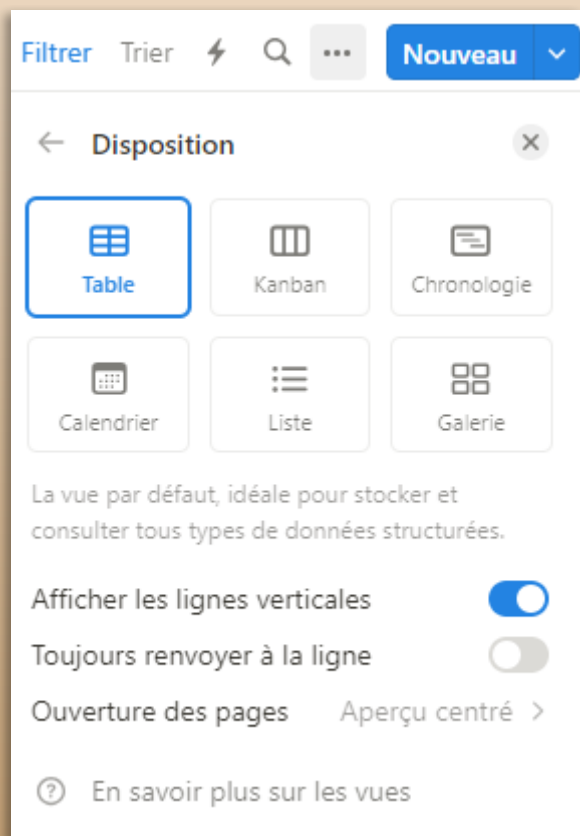 Filtrer Trier Nouveau
Disposition
Table Kanban Chronologie
Calendrier Liste Galerie
La vue par défaut, idéale pour stocker et
consulter tous types de données structurées.
Afficher les lignes verticales
Toujours renvoyer à la ligne
Ouverture des pages Aperçu centré
En savoir plus sur les vues